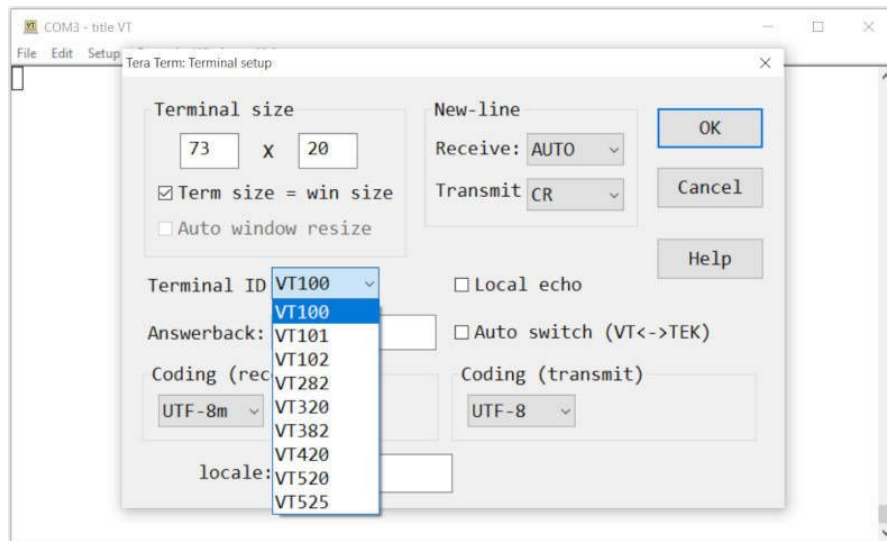 VT COM3 - title VT
File Edit Setup
Tera Term: Terminal setup
Terminal size
73 x 20
Term size = win size
Auto window resize
New-line
Receive: AUTO
Transmit CR
OK
Cancel
Help
Terminal ID VT100
VT100
VT101
VT102
VT282
VT320
VT382
VT420
VT520
VT525
Local echo
Answerback:
Auto switch (VT<->TEK)
Coding (rec
UTF-8m
Coding (transmit)
UTF-8
locale: